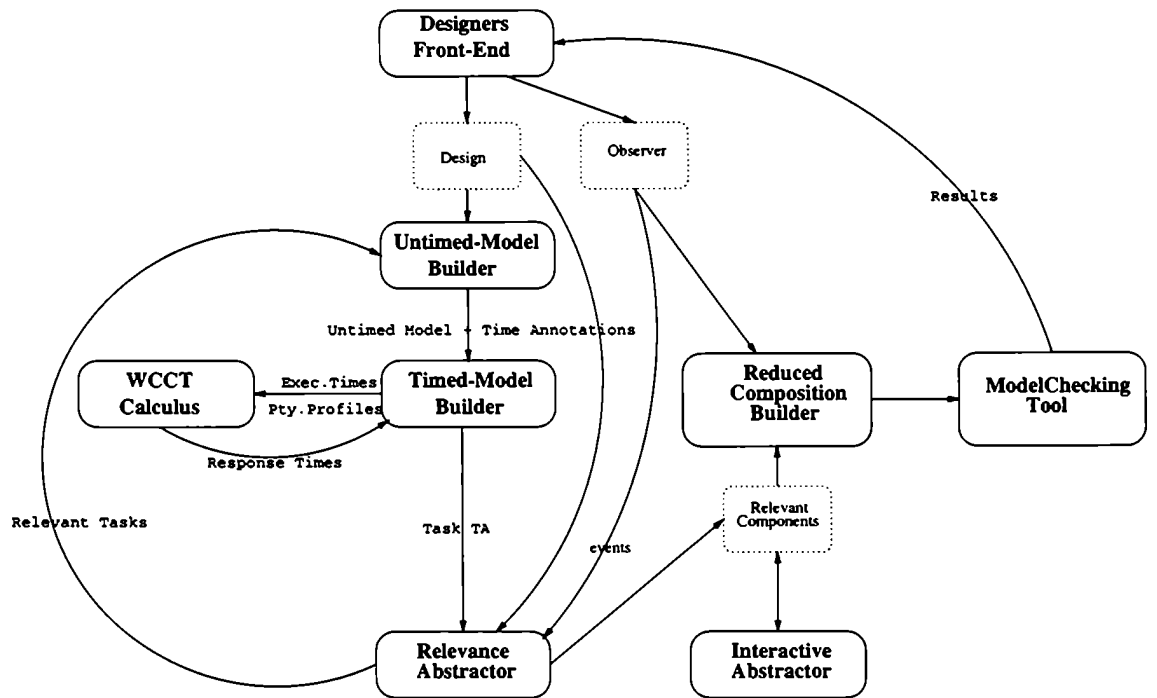 Designers
Front-End
Design
Observer
Results
Untimed-Model
Builder
Untimed Model + Time Annotations
WCCT
Calculus
Exec.Times
Pty.Profiles
Timed-Model
Builder
Reduced
Composition
Builder
ModelChecking
Tool
Response Times
Relevant Tasks
Task TA
events
Relevant
Components
Relevance
Abstractor
Interactive
Abstractor